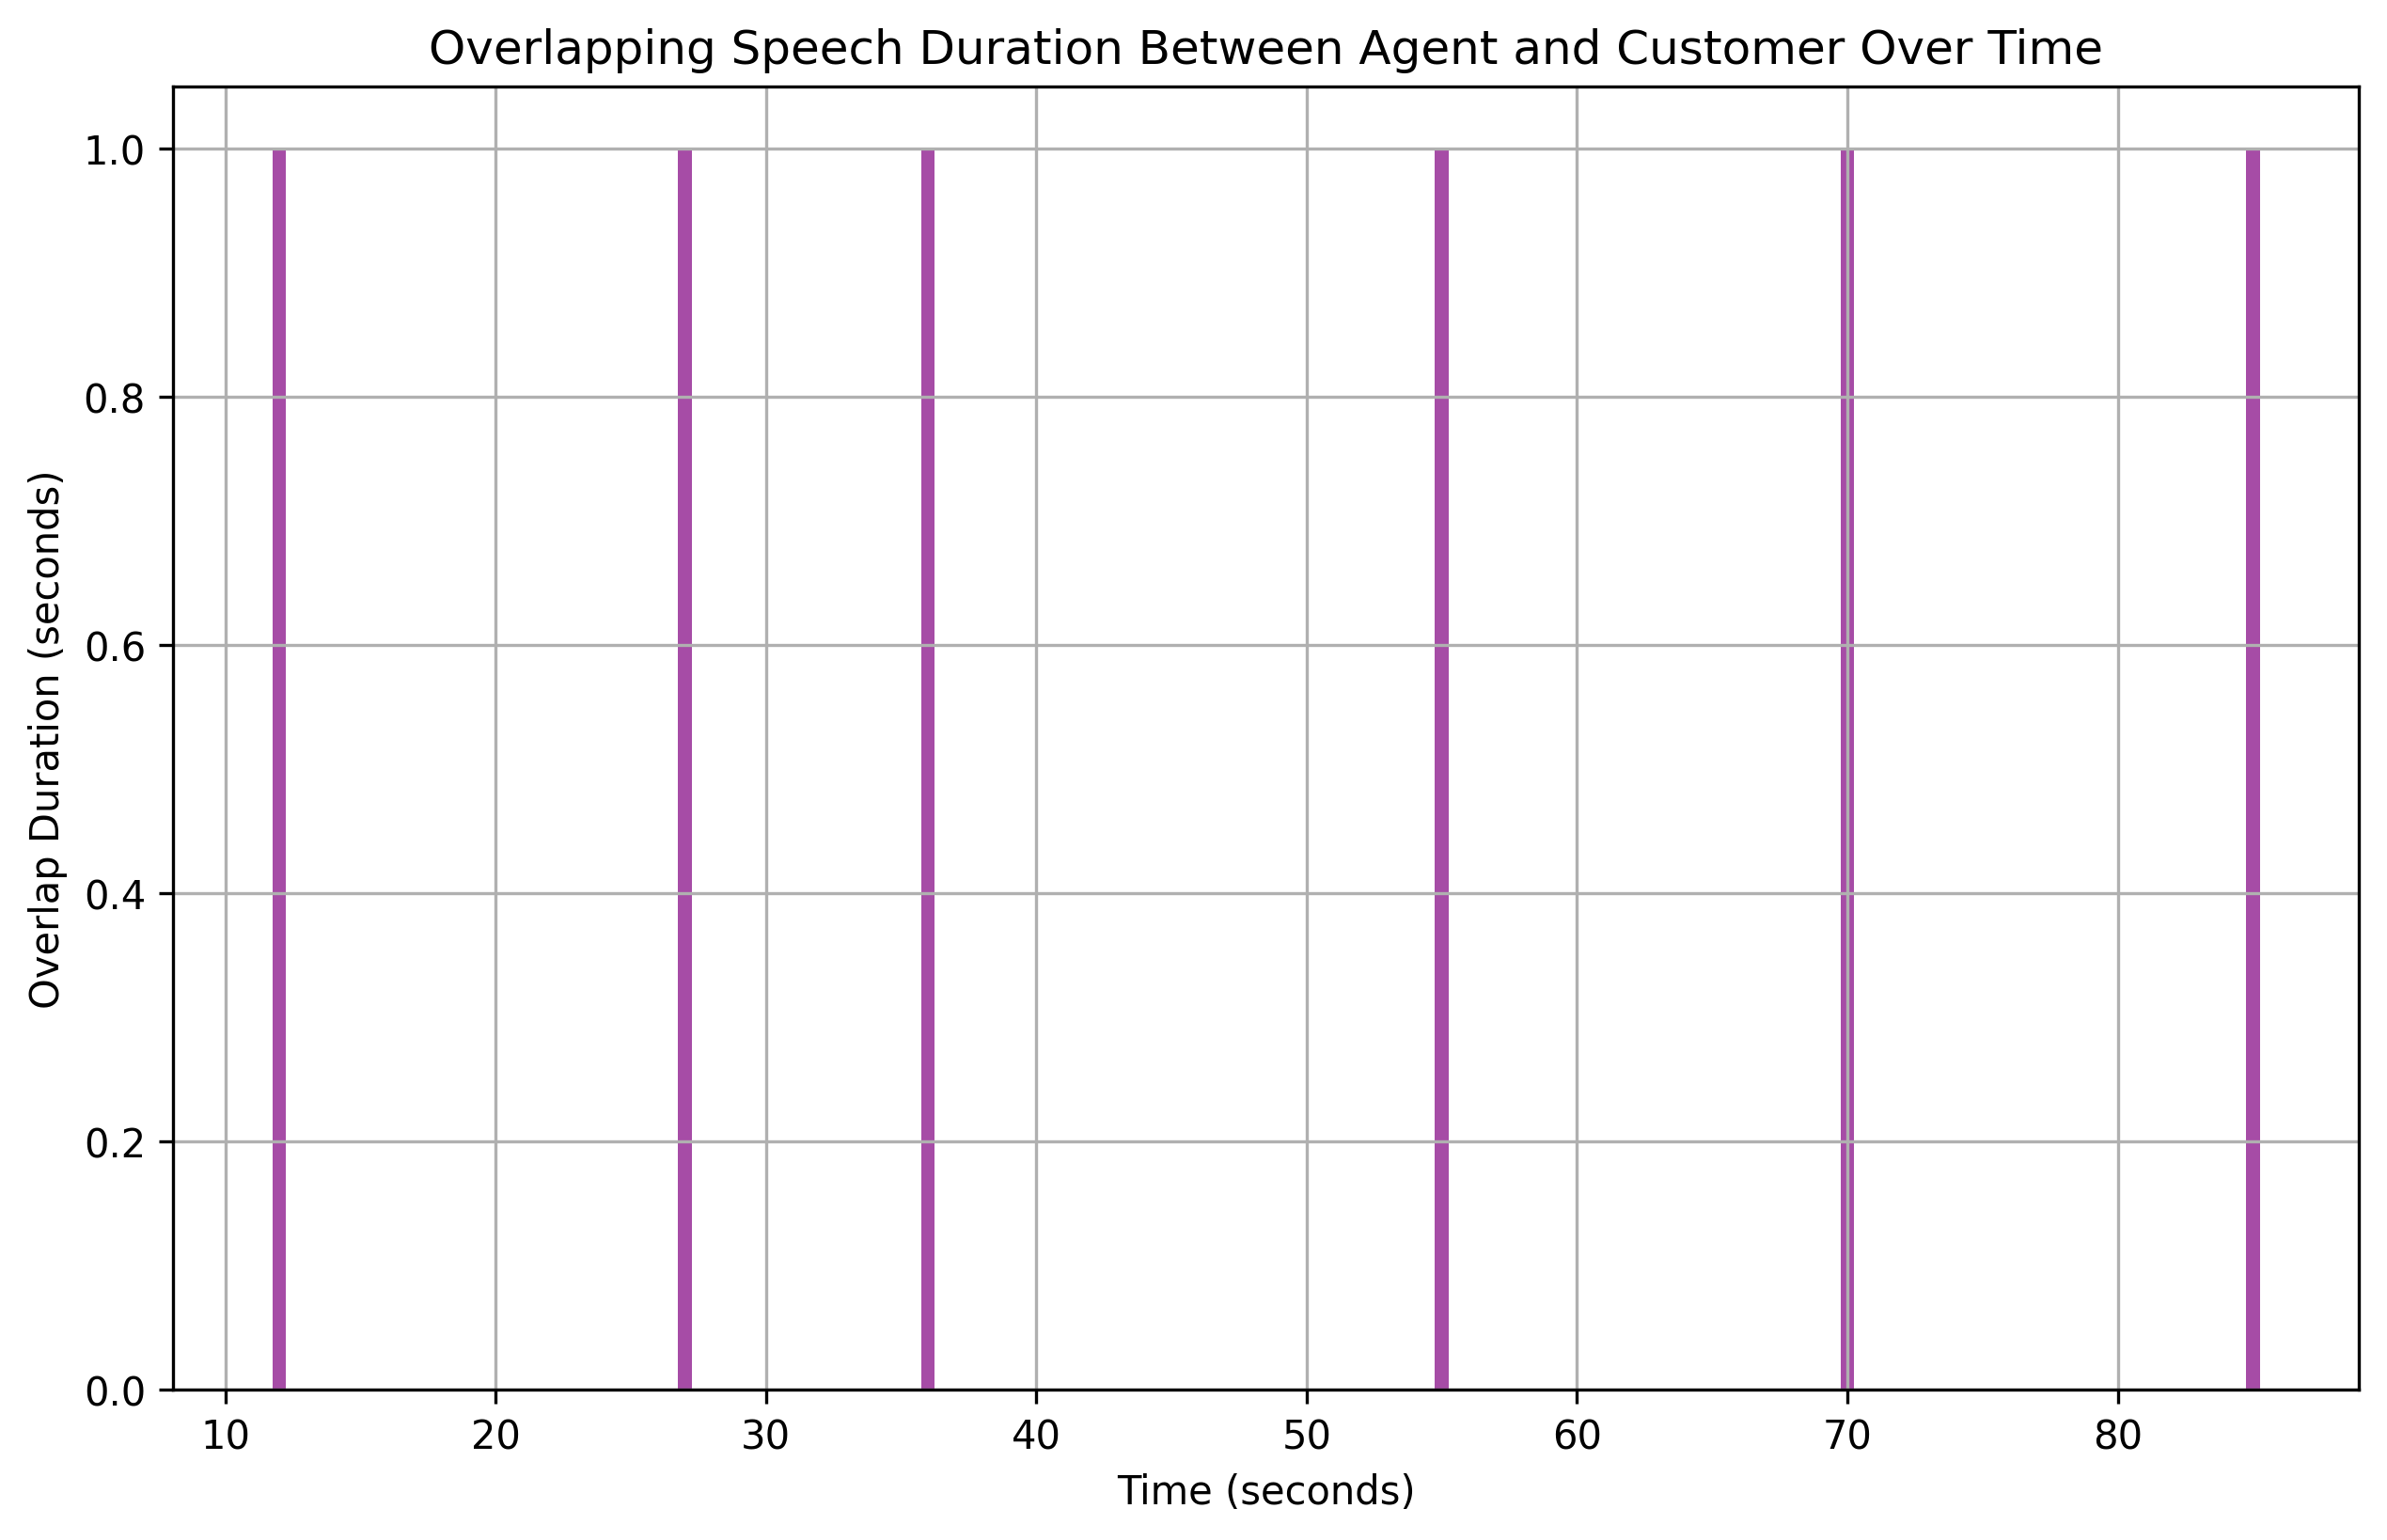 Overlapping Speech Duration Between Agent and Customer Over Time
Overlap Duration (seconds)
1.0
0.8
0.6
0.4
0.2
0.0
10 20 30 40 50 60 70 80
Time (seconds)